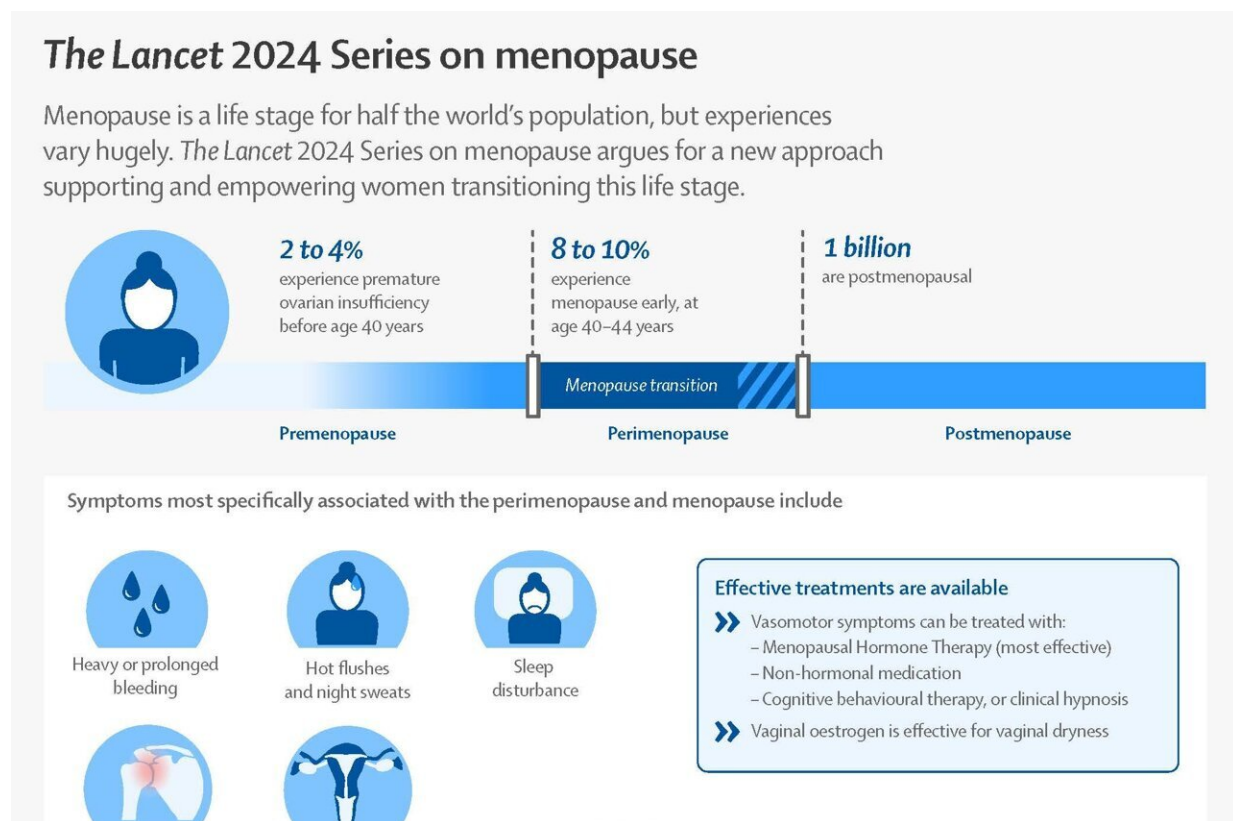 The Lancet 2024 Series on menopause
Menopause is a life stage for half the world's population, but experiences
vary hugely. The Lancet 2024 Series on menopause argues for a new approach
supporting and empowering women transitioning this life stage.
2 to 4%
experience premature
ovarian insufficiency
before age 40 years
8 to 10%
experience
menopause early, at
age 40–44 years
1 billion
are postmenopausal
Menopause transition
Premenopause
Perimenopause
Postmenopause
Symptoms most specifically associated with the perimenopause and menopause include
Heavy or prolonged
bleeding
Hot flushes
and night sweats
Sleep
disturbance
Effective treatments are available
Vasomotor symptoms can be treated with:
– Menopausal Hormone Therapy (most effective)
– Non-hormonal medication
– Cognitive behavioural therapy, or clinical hypnosis
Vaginal oestrogen is effective for vaginal dryness